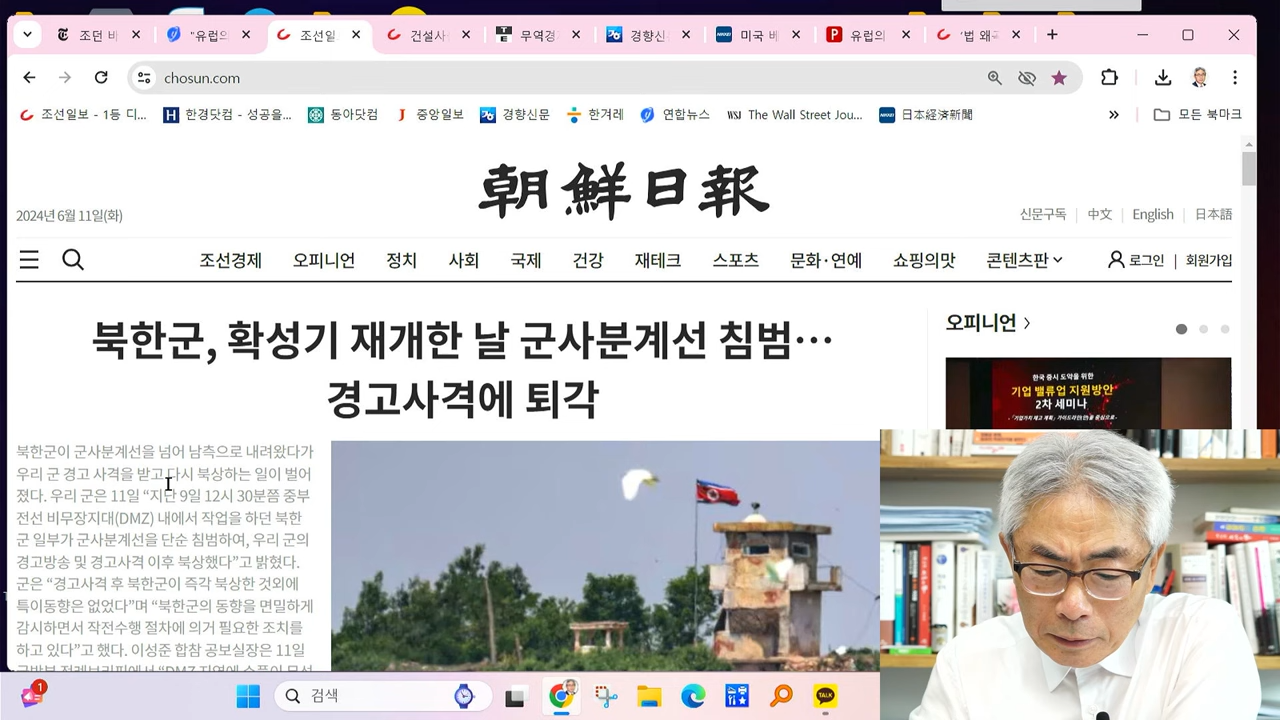 조던 비
"유럽의
조선일
건설사
무역경
경향신
미국 비
유럽의
'법 왜곡
chosun.com
조선일보 - 1등 디...
한경닷컴 - 성공을...
동아닷컴
중앙일보
경향신문
한겨레
연합뉴스
WSJ The Wall Street Jou...
日本経済新聞
모든 북마크
朝鮮日報
2024년 6월 11일(화)
신문구독 | 中文 | English | 日本語
조선경제 오피니언 정치 사회 국제 건강 재테크 스포츠 문화·연예 쇼핑의맛 콘텐츠판 로그인 | 회원가입
북한군, 확성기 재개한 날 군사분계선 침범…
경고사격에 퇴각
오피니언 >
한국 증시 도약을 위한
기업 밸류업 지원방안
2차 세미나
북한군이 군사분계선을 넘어 남측으로 내려왔다가
우리 군 경고 사격을 받고 다시 북상하는 일이 벌어
졌다. 우리 군은 11일 "지난 9일 12시 30분쯤 중부
전선 비무장지대(DMZ) 내에서 작업을 하던 북한
군 일부가 군사분계선을 단순 침범하여, 우리 군의
경고방송 및 경고사격 이후 북상했다"고 밝혔다.
군은 "경고사격 후 북한군이 즉각 북상한 것외에
특이동향은 없었다"며 "북한군의 동향을 면밀하게
감시하면서 작전수행 절차에 의거 필요한 조치를
하고 있다"고 했다. 이성준 합참 공보실장은 11일
검색
TALK